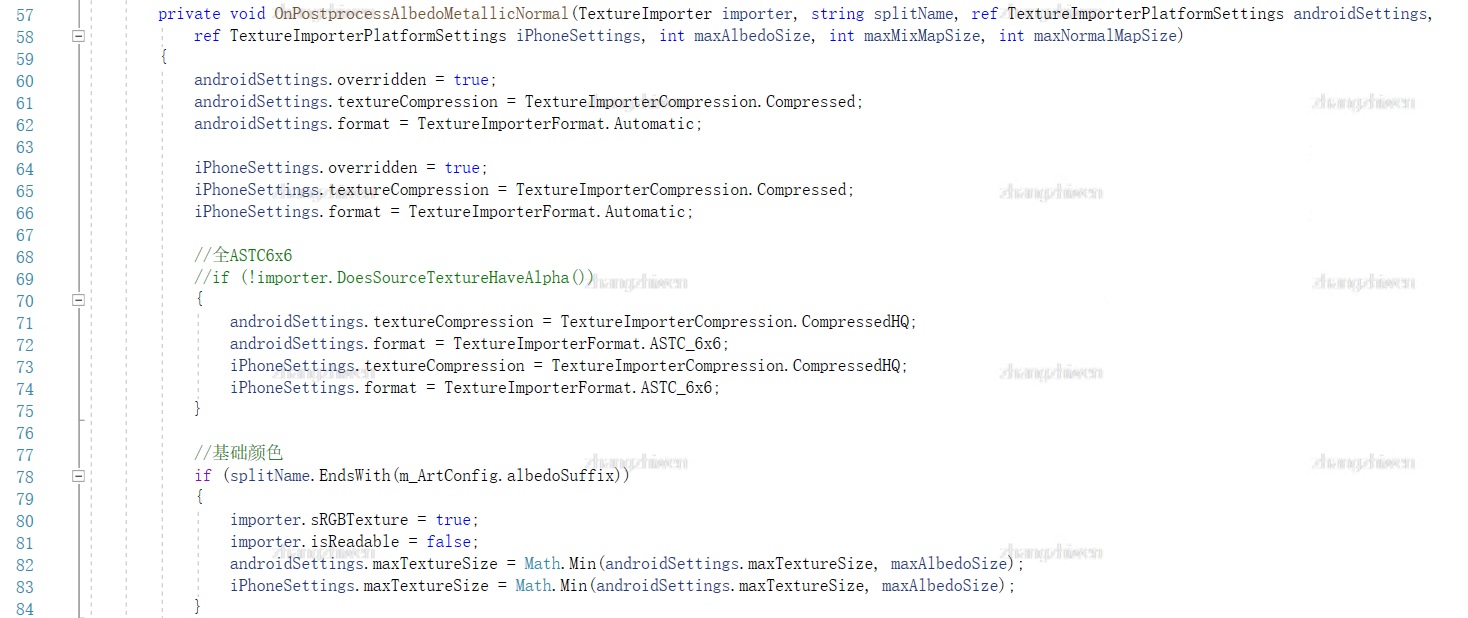 57 private void OnPostprocessAlbedoMetallicNormal(TextureImporter importer, string splitName, ref TextureImporterPlatformSettings androidSettings,
58 ref TextureImporterPlatformSettings iPhoneSettings, int maxAlbedoSize, int maxMixMapSize, int maxNormalMapSize)
59 {
60 androidSettings.overridden = true;
61 androidSettings.textureCompression = TextureImporterCompression.Compressed;
62 androidSettings.format = TextureImporterFormat.Automatic;
63
64 iPhoneSettings.overridden = true;
65 iPhoneSettings.textureCompression = TextureImporterCompression.Compressed;
66 iPhoneSettings.format = TextureImporterFormat.Automatic;
67
68 //全ASTC6x6
69 //if (!importer.DoesSourceTextureHaveAlpha())
70 {
71 androidSettings.textureCompression = TextureImporterCompression.CompressedHQ;
72 androidSettings.format = TextureImporterFormat.ASTC_6x6;
73 iPhoneSettings.textureCompression = TextureImporterCompression.CompressedHQ;
74 iPhoneSettings.format = TextureImporterFormat.ASTC_6x6;
75 }
76
77 //基础颜色
78 if (splitName.EndsWith(m_ArtConfig.albedoSuffix))
79 {
80 importer.sRGBTexture = true;
81 importer.isReadable = false;
82 androidSettings.maxTextureSize = Math.Min(androidSettings.maxTextureSize, maxAlbedoSize);
83 iPhoneSettings.maxTextureSize = Math.Min(androidSettings.maxTextureSize, maxAlbedoSize);
84 }